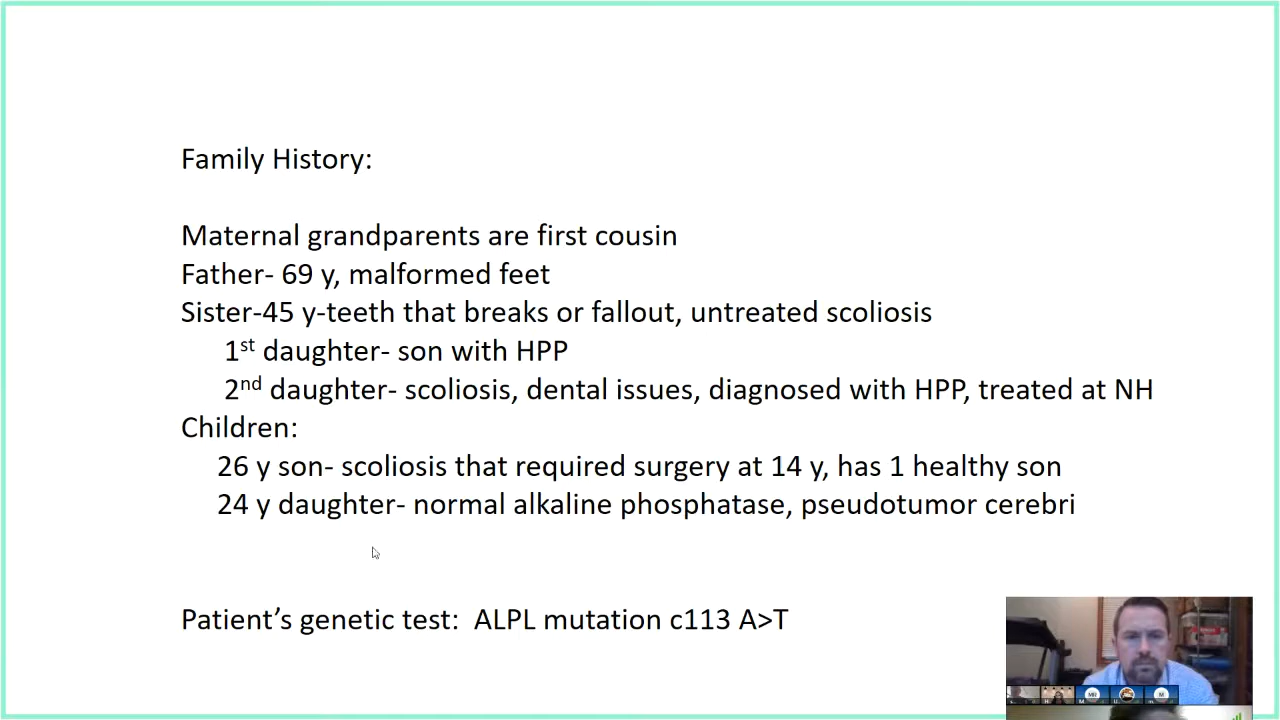 Family History:
Maternal grandparents are first cousin
Father- 69 y, malformed feet
Sister-45 y-teeth that breaks or fallout, untreated scoliosis
1st daughter- son with HPP
2nd daughter- scoliosis, dental issues, diagnosed with HPP, treated at NH
Children:
26 y son- scoliosis that required surgery at 14 y, has 1 healthy son
24 y daughter- normal alkaline phosphatase, pseudotumor cerebri
Patient's genetic test:  ALPL mutation c113 A>T